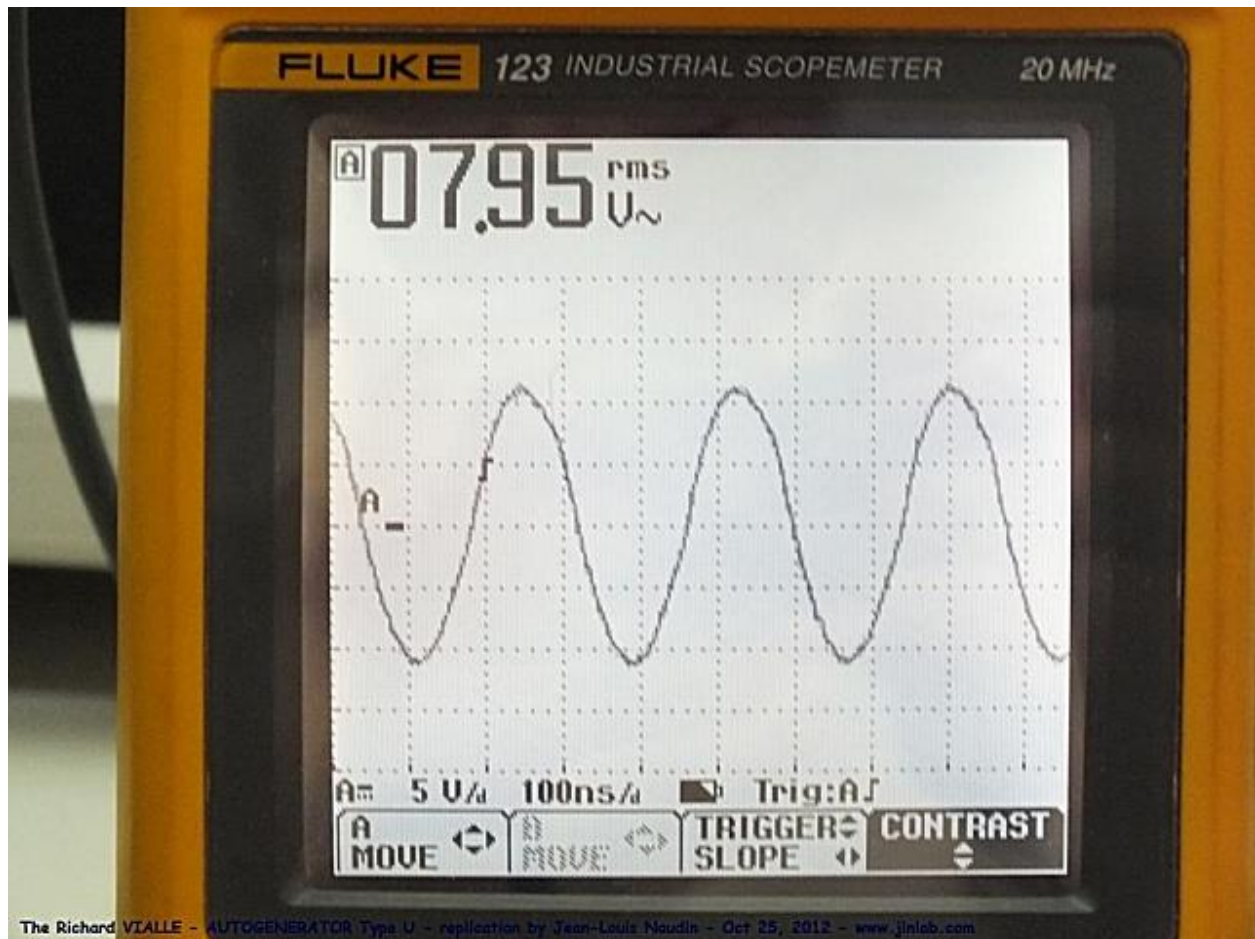 FLUKE 123 INDUSTRIAL SCOPEMETER 20 MHz
A 07.95 rms
V~
A
A⎓ 5 V/d 100ns/d Trig:A
A MOVE
B MOVE
TRIGGER
SLOPE
CONTRAST
The Richard VIALLE - AUTOGENERATOR Type U - replication by Jean-Louis Naudin - Oct 25, 2012 - www.jlnlab.com